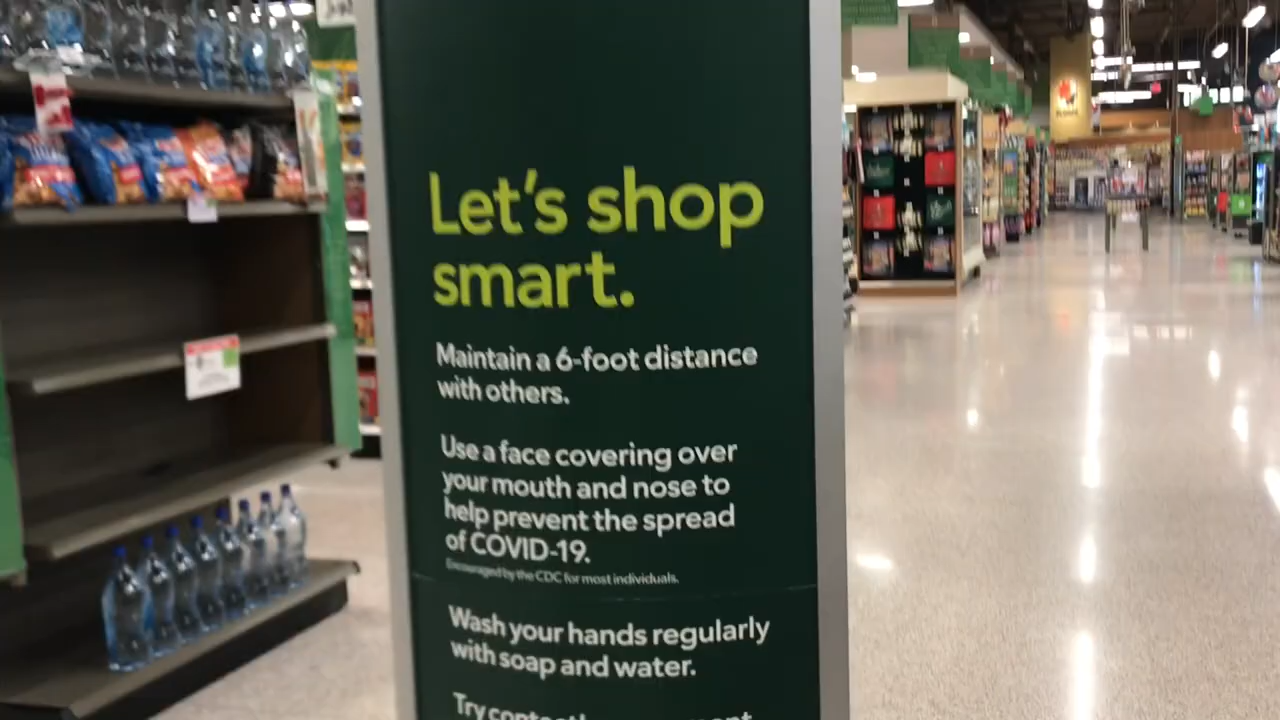 Let's shop
smart.
Maintain a 6-foot distance
with others.
Use a face covering over
your mouth and nose to
help prevent the spread
of COVID-19.
Encouraged by the CDC for most individuals.
Wash your hands regularly
with soap and water.
Try